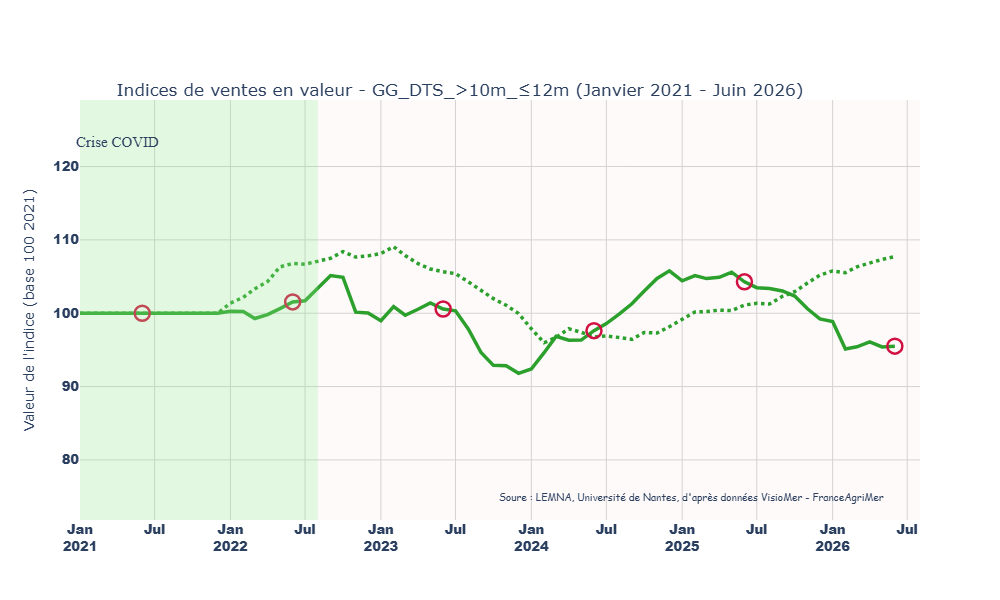 Indices de ventes en valeur - GG_DTS_>10m_≤12m (Janvier 2021 - Juin 2026)
Crise COVID
Valeur de l'indice (base 100 2021)
120
110
100
90
80
Soure : LEMNA, Université de Nantes, d'après données VisioMer - FranceAgriMer
Jan Jul Jan Jul Jan Jul Jan Jul Jan Jul Jan Jul
2021 2022 2023 2024 2025 2026